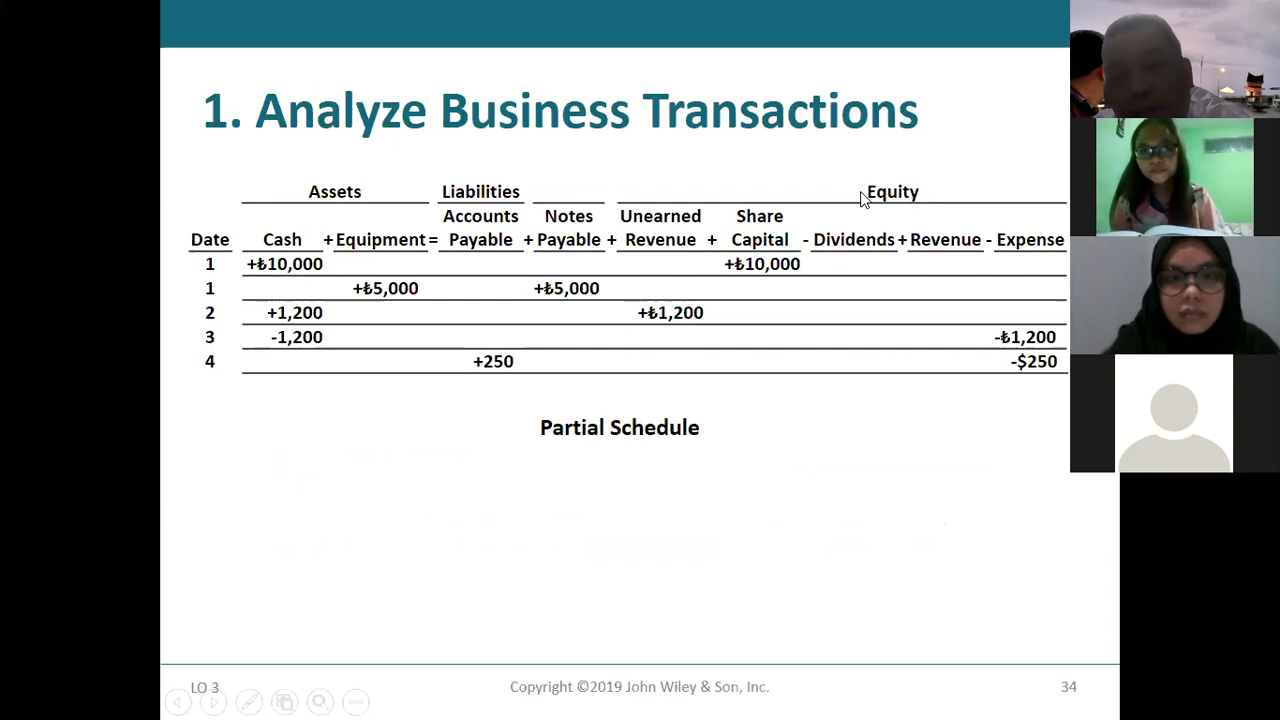 1. Analyze Business Transactions
Assets Liabilities Equity
Accounts Notes Unearned Share
Date Cash + Equipment = Payable + Payable + Revenue + Capital - Dividends + Revenue - Expense
1 +₺10,000 +₺10,000
1 +₺5,000 +₺5,000
2 +1,200 +₺1,200
3 -1,200 -₺1,200
4 +250 -$250
Partial Schedule
LO 3 Copyright ©2019 John Wiley & Son, Inc. 34